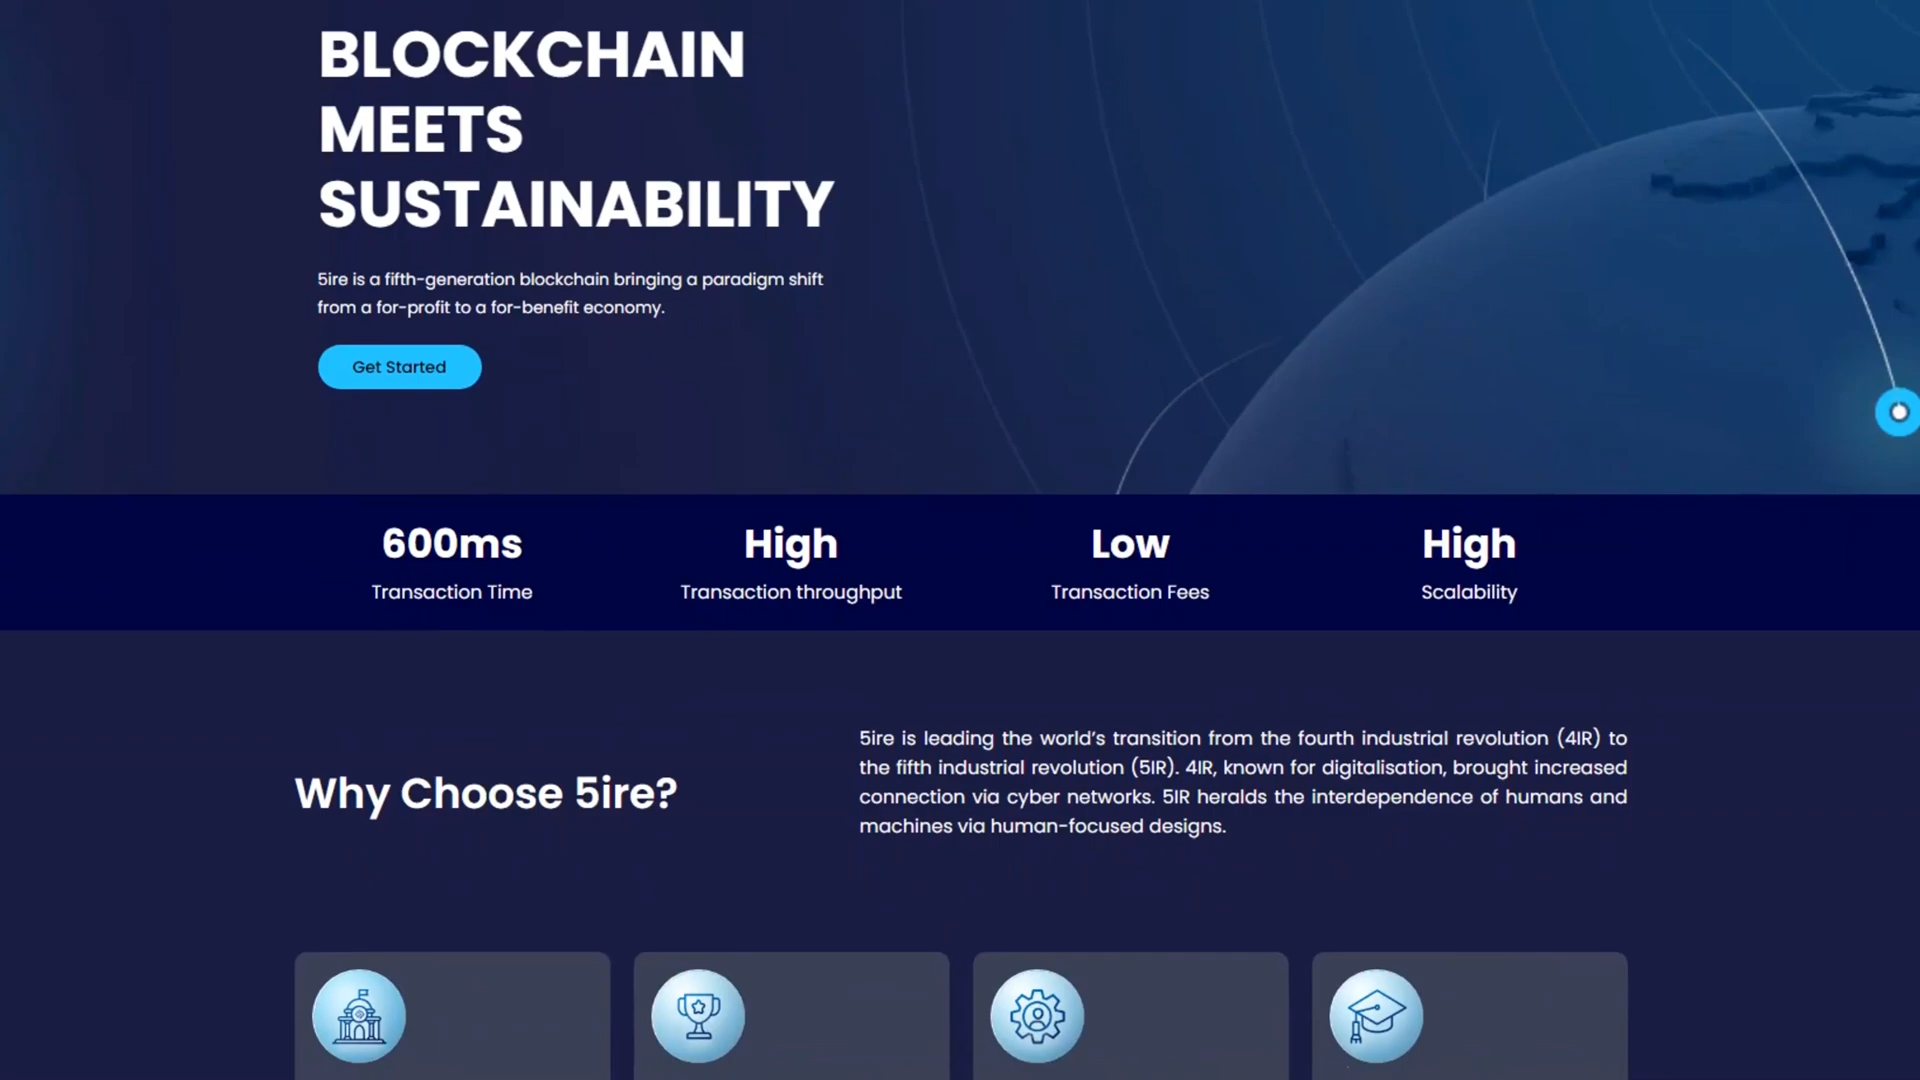 BLOCKCHAIN
MEETS
SUSTAINABILITY
5ire is a fifth-generation blockchain bringing a paradigm shift
from a for-profit to a for-benefit economy.
Get Started
600ms
Transaction Time
High
Transaction throughput
Low
Transaction Fees
High
Scalability
Why Choose 5ire?
5ire is leading the world’s transition from the fourth industrial revolution (4IR) to
the fifth industrial revolution (5IR). 4IR, known for digitalisation, brought increased
connection via cyber networks. 5IR heralds the interdependence of humans and
machines via human-focused designs.